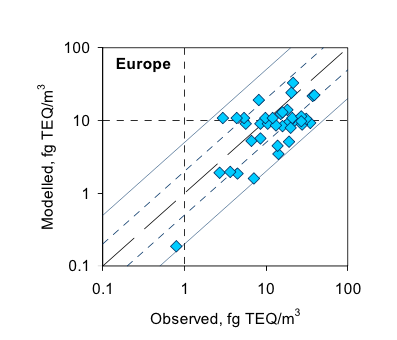 100
Europe
10
1
0.1
Modelled, fg TEQ/m³
0.1 1 10 100
Observed, fg TEQ/m³